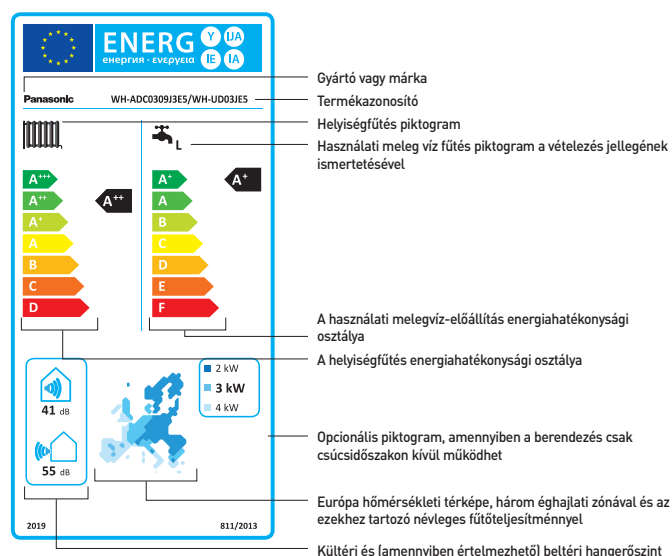 ENERG Y IJA
енергия · ενεργεια IE IA
Panasonic WH-ADC0309J3E5/WH-UD03JE5
L
A+++
A++
A+
A
B
C
D
A++
A+
A
B
C
D
E
F
A+
41 dB
55 dB
2 kW
3 kW
4 kW
2019 811/2013
Gyártó vagy márka
Termékazonosító
Helyiségfűtés piktogram
Használati meleg víz fűtés piktogram a vételezés jellegének
ismertetésével
A használati melegvíz-előállítás energiahatékonysági
osztálya
A helyiségfűtés energiahatékonysági osztálya
Opcionális piktogram, amennyiben a berendezés csak
csúcsidőszakon kívül működhet
Európa hőmérsékleti térképe, három éghajlati zónával és az
ezekhez tartozó névleges fűtőteljesítménnyel
Kültéri és (amennyiben értelmezhető) beltéri hangerőszint